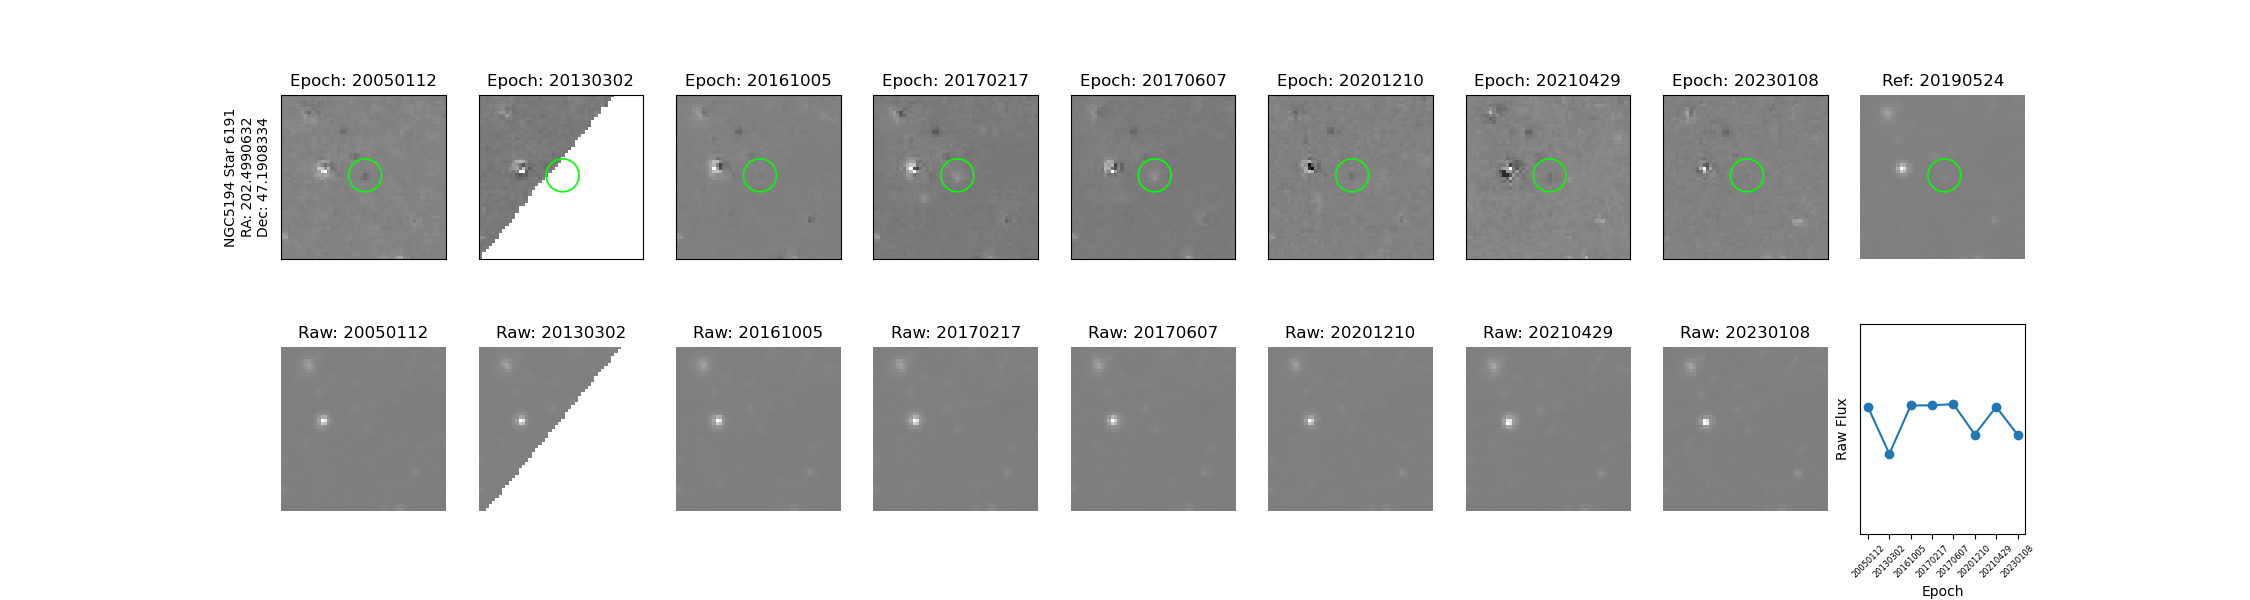 NGC5194 Star 6191
RA: 202.4990632
Dec: 47.1908334
Epoch: 20050112
Epoch: 20130302
Epoch: 20161005
Epoch: 20170217
Epoch: 20170607
Epoch: 20201210
Epoch: 20210429
Epoch: 20230108
Ref: 20190524
Raw: 20050112
Raw: 20130302
Raw: 20161005
Raw: 20170217
Raw: 20170607
Raw: 20201210
Raw: 20210429
Raw: 20230108
Raw Flux
20050112
20130302
20161005
20170217
20170607
20201210
20210429
20230108
Epoch